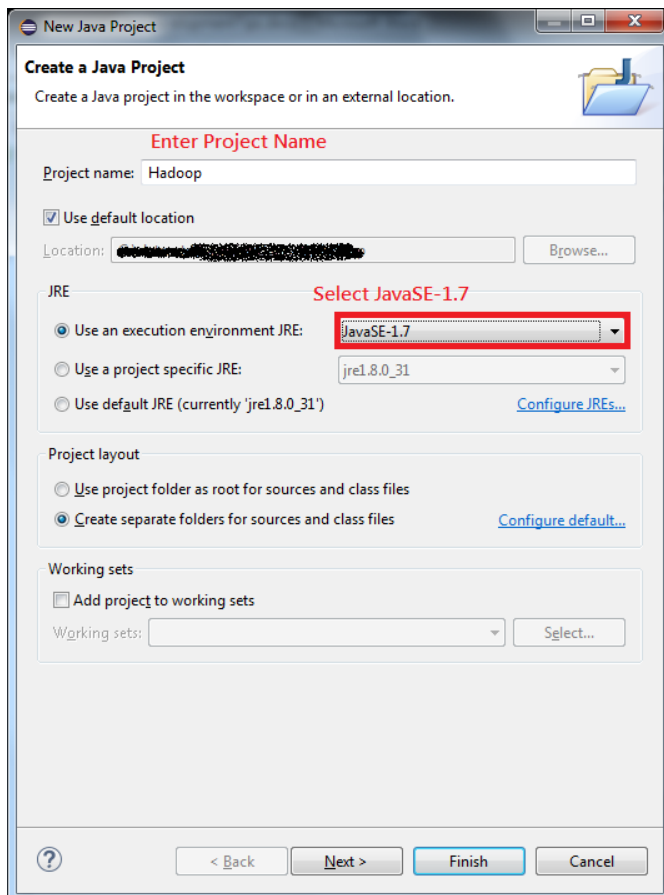 New Java Project
Create a Java Project
Create a Java project in the workspace or in an external location.
Enter Project Name
Project name: Hadoop
Use default location
Location: Browse...
JRE
Select JavaSE-1.7
Use an execution environment JRE: JavaSE-1.7
Use a project specific JRE: jre1.8.0_31
Use default JRE (currently 'jre1.8.0_31') Configure JREs...
Project layout
Use project folder as root for sources and class files
Create separate folders for sources and class files Configure default...
Working sets
Add project to working sets
Working sets: Select...
? < Back Next > Finish Cancel